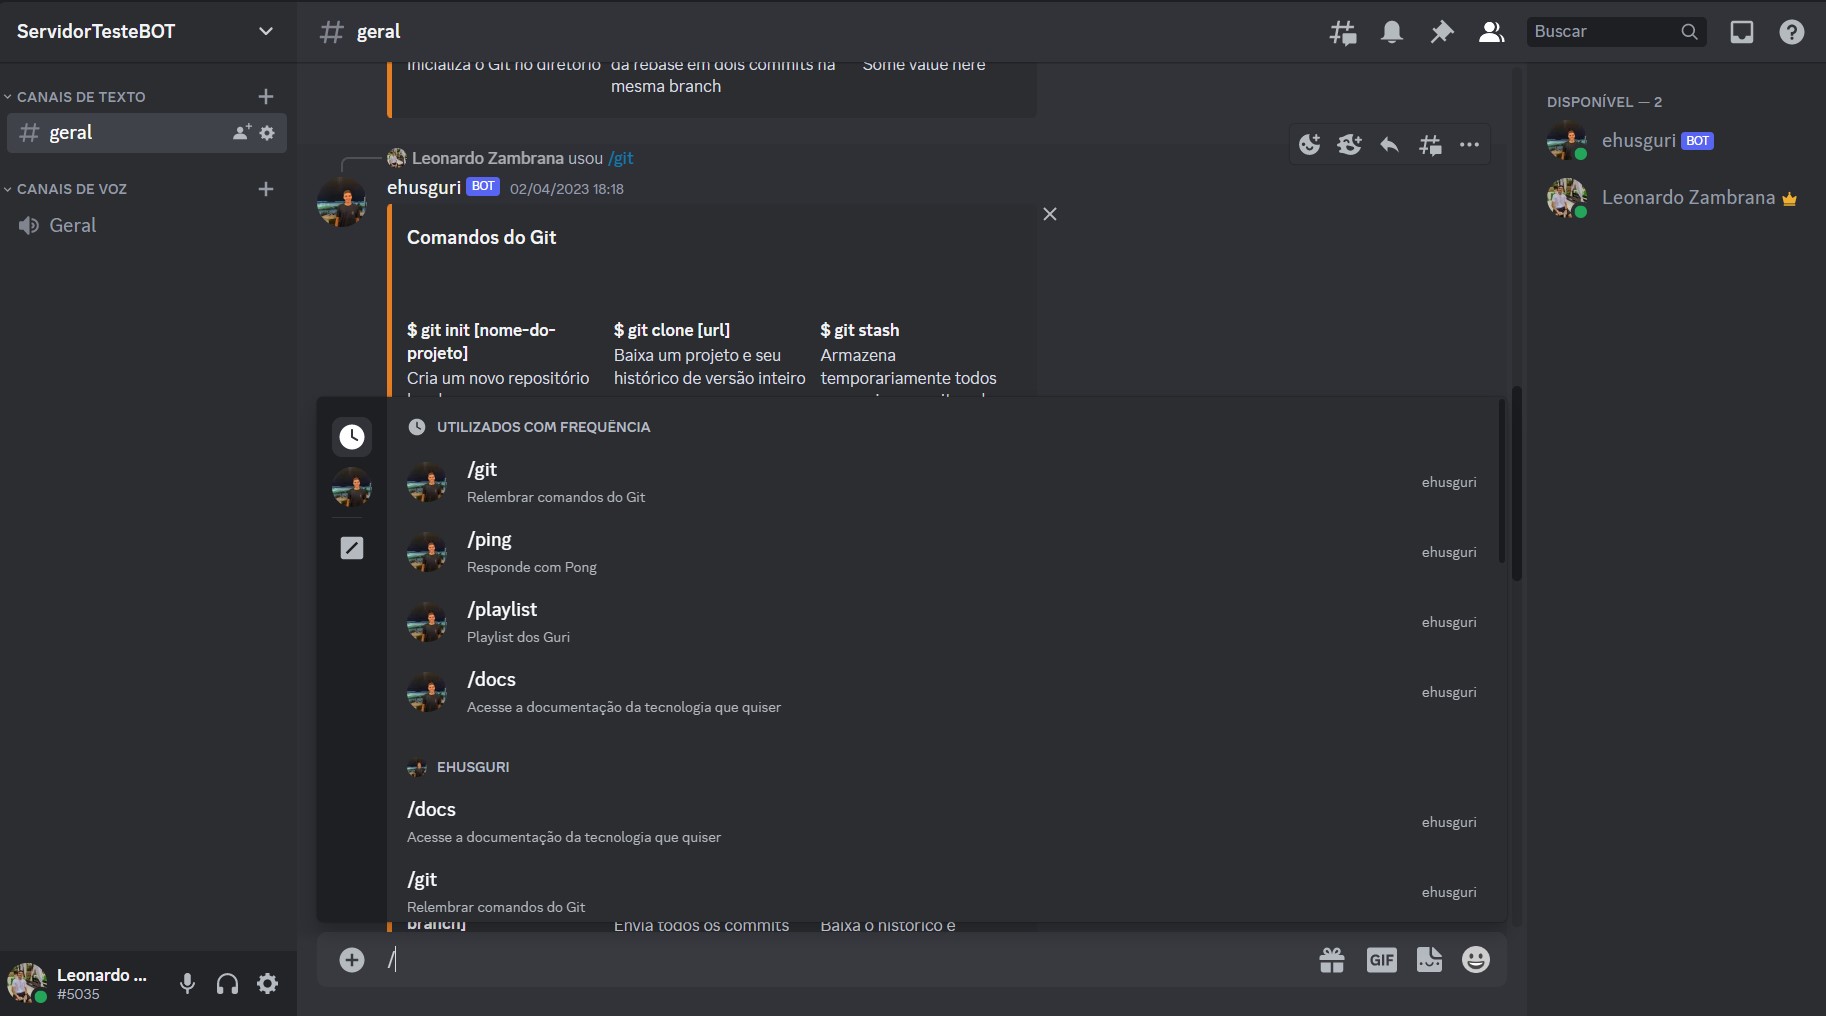 ServidorTesteBOT
CANAIS DE TEXTO
geral
CANAIS DE VOZ
Geral
Leonardo ...
#5035
geral
Buscar
Inicializa o Git no diretório
da rebase em dois commits na
mesma branch
Some value here
Leonardo Zambrana usou /git
ehusguri BOT 02/04/2023 18:18
Comandos do Git
$ git init [nome-do-
projeto]
Cria um novo repositório
$ git clone [url]
Baixa um projeto e seu
histórico de versão inteiro
$ git stash
Armazena
temporariamente todos
UTILIZADOS COM FREQUÊNCIA
/git
Relembrar comandos do Git
ehusguri
/ping
Responde com Pong
ehusguri
/playlist
Playlist dos Guri
ehusguri
/docs
Acesse a documentação da tecnologia que quiser
ehusguri
EHUSGURI
/docs
Acesse a documentação da tecnologia que quiser
ehusguri
/git
Relembrar comandos do Git
ehusguri
branch]
Envia todos os commits
Baixa o histórico e
/
GIF
DISPONÍVEL — 2
ehusguri BOT
Leonardo Zambrana